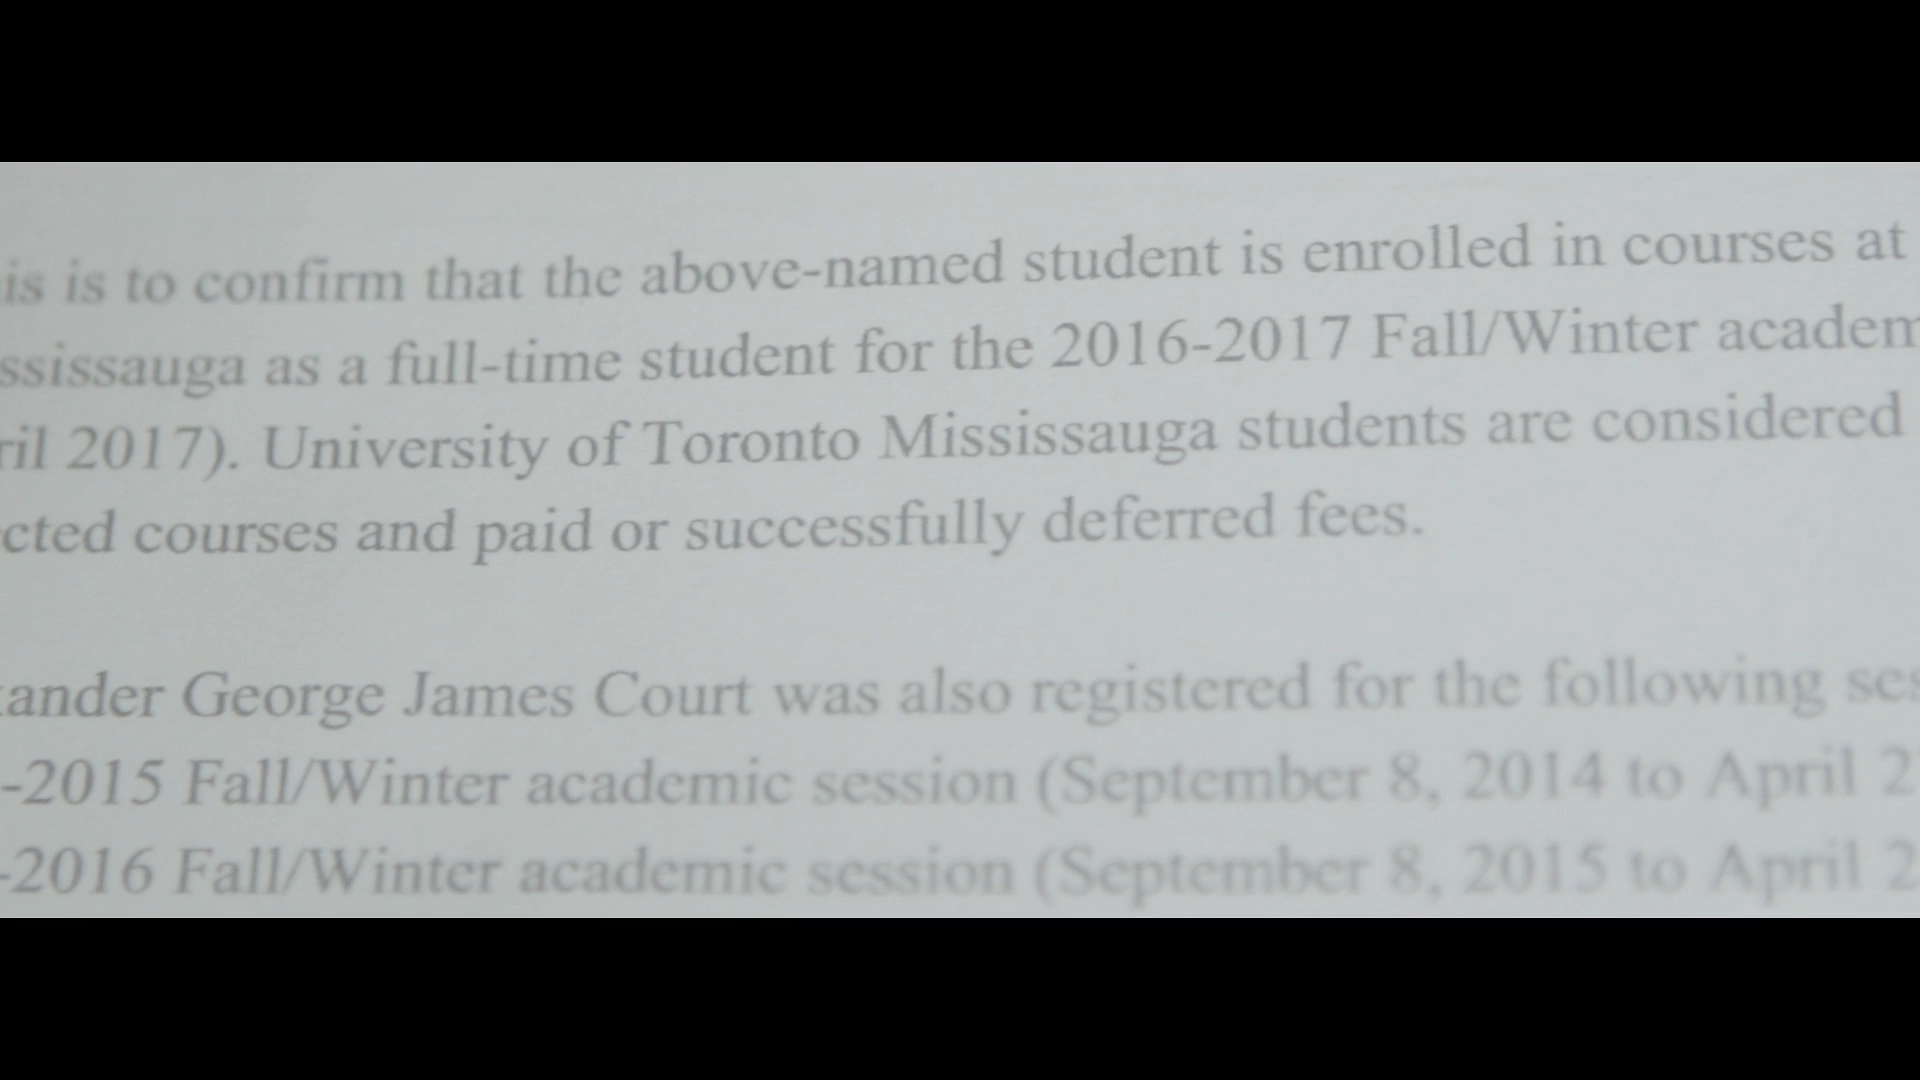 is is to confirm that the above-named student is enrolled in courses at
ssissauga as a full-time student for the 2016-2017 Fall/Winter academ
ril 2017). University of Toronto Mississauga students are considered
cted courses and paid or successfully deferred fees.
ander George James Court was also registered for the following ses
-2015 Fall/Winter academic session (September 8, 2014 to April 2
-2016 Fall/Winter academic session (September 8, 2015 to April 2